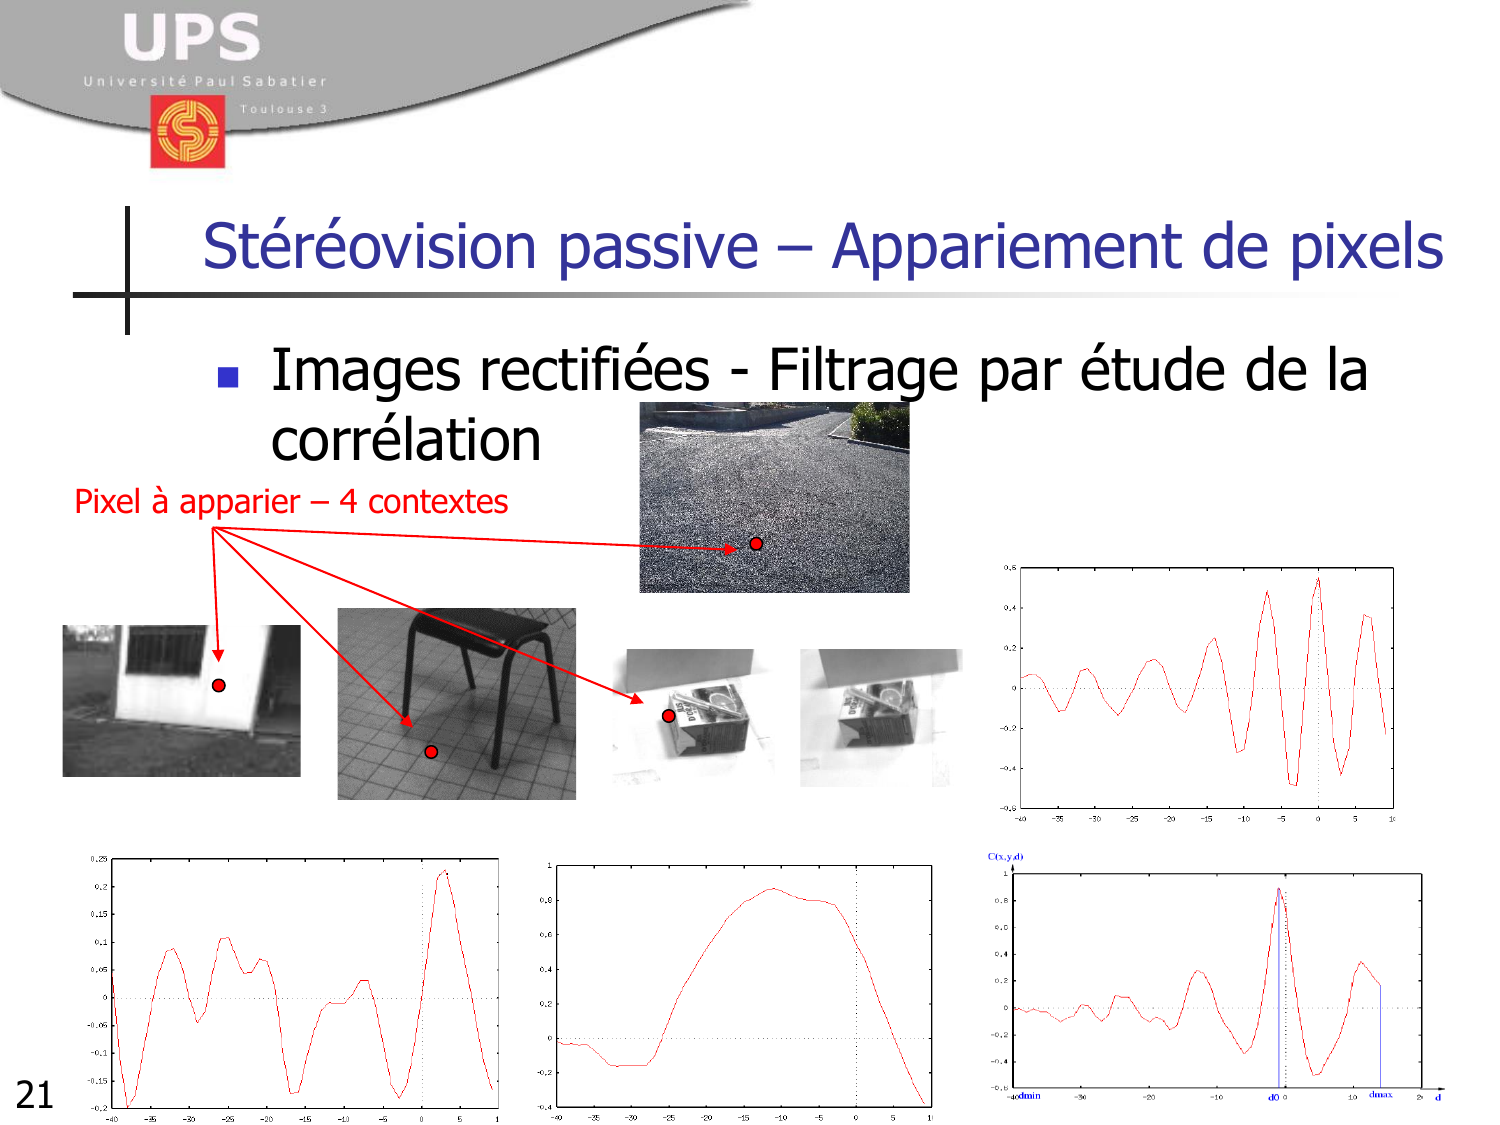 UPS
Université Paul Sabatier
Toulouse 3
Stéréovision passive – Appariement de pixels
Images rectifiées - Filtrage par étude de la
corrélation
Pixel à apparier – 4 contextes
0.6
0.4
0.2
0
-0.2
-0.4
-0.6
-40 -35 -30 -25 -20 -15 -10 -5 0 5
0.25
0.2
0.15
0.1
0.05
0
-0.05
-0.1
-0.15
-0.2
-40 -35 -30 -25 -20 -15 -10 -5 0 5
1
0.8
0.6
0.4
0.2
0
-0.2
-0.4
-40 -35 -30 -25 -20 -15 -10 -5 0 5
C(x,y,d)
1
0.8
0.6
0.4
0.2
0
-0.2
-0.4
-0.6
-40 dmin -30 -20 -10 d0 0 10 dmax d
21